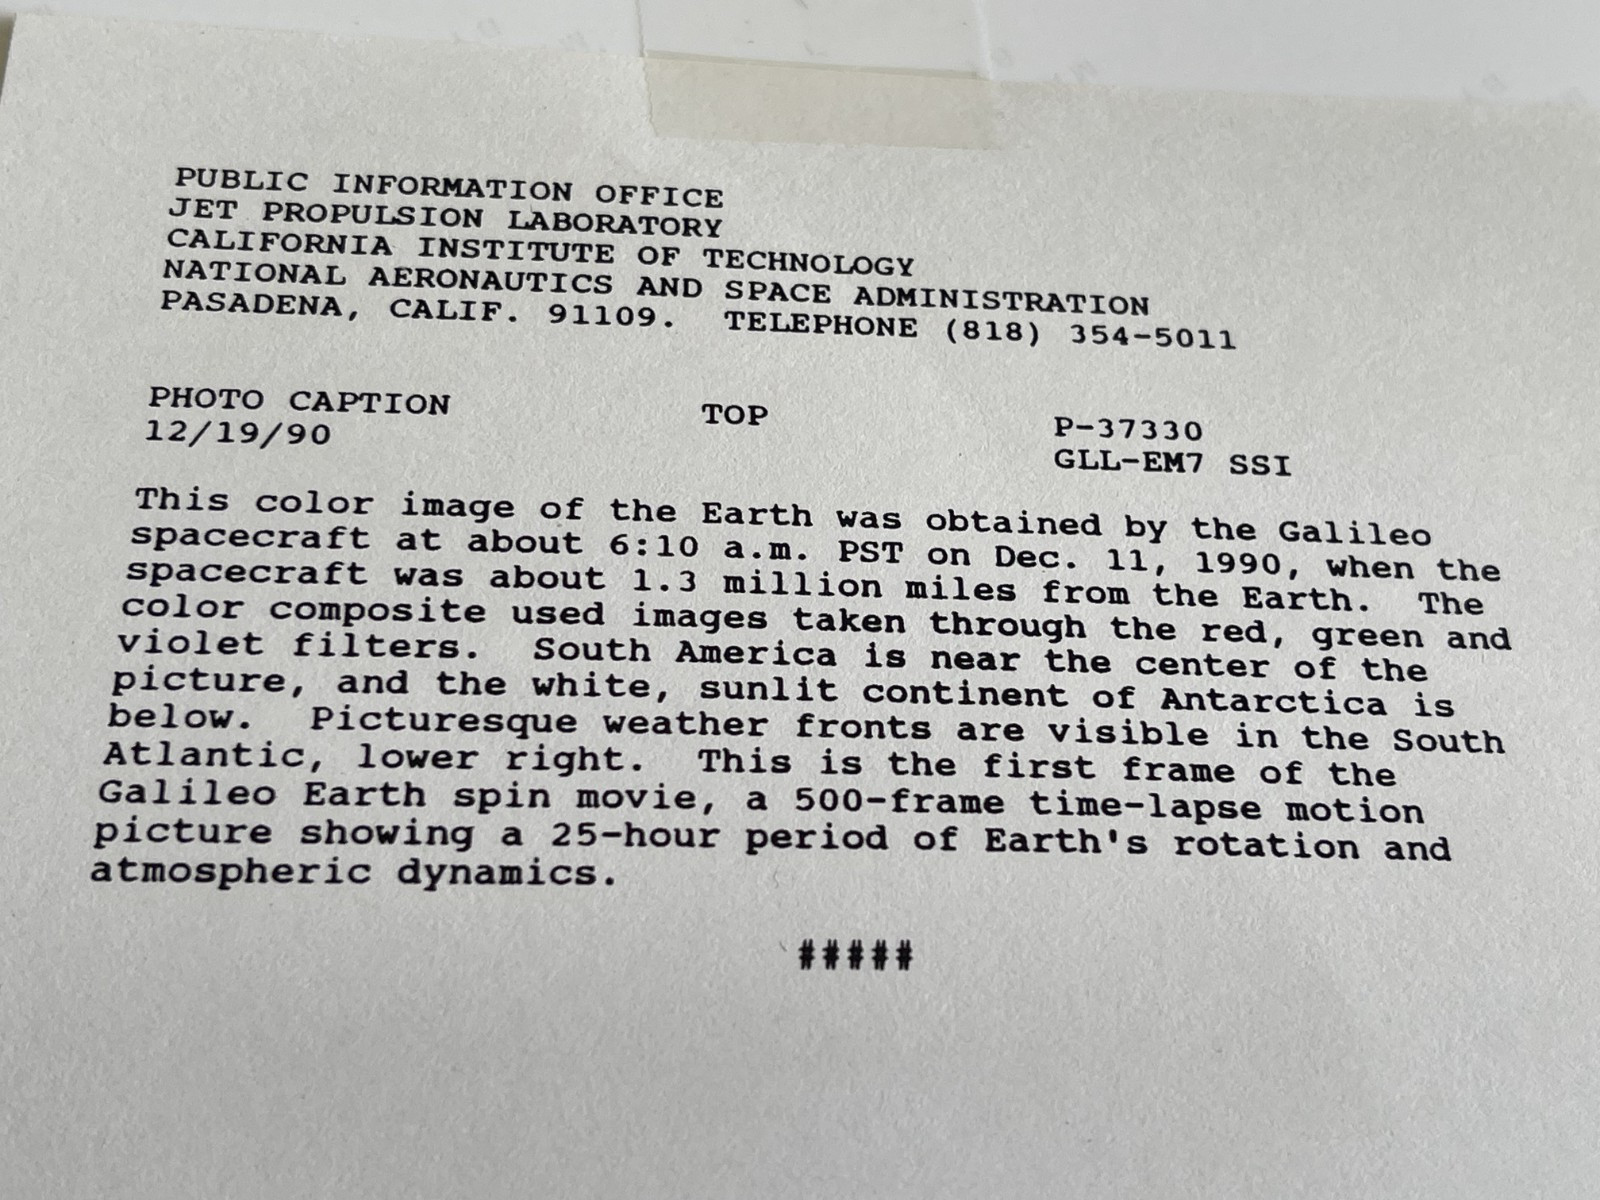 PUBLIC INFORMATION OFFICE
JET PROPULSION LABORATORY
CALIFORNIA INSTITUTE OF TECHNOLOGY
NATIONAL AERONAUTICS AND SPACE ADMINISTRATION
PASADENA, CALIF. 91109.  TELEPHONE (818) 354-5011
PHOTO CAPTION TOP P-37330
12/19/90 GLL-EM7 SSI
This color image of the Earth was obtained by the Galileo
spacecraft at about 6:10 a.m. PST on Dec. 11, 1990, when the
spacecraft was about 1.3 million miles from the Earth.  The
color composite used images taken through the red, green and
violet filters.  South America is near the center of the
picture, and the white, sunlit continent of Antarctica is
below.  Picturesque weather fronts are visible in the South
Atlantic, lower right.  This is the first frame of the
Galileo Earth spin movie, a 500-frame time-lapse motion
picture showing a 25-hour period of Earth's rotation and
atmospheric dynamics.
#####